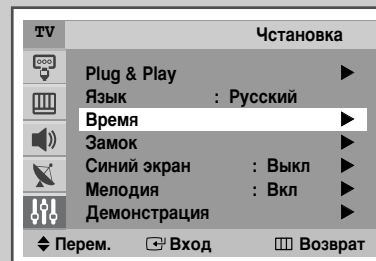 TV Чстановка
Plug & Play
Язык : Русский
Время
Замок
Синий экран : Выкл
Мелодия : Вкл
Демонстрация
Перем. Вход Возврат